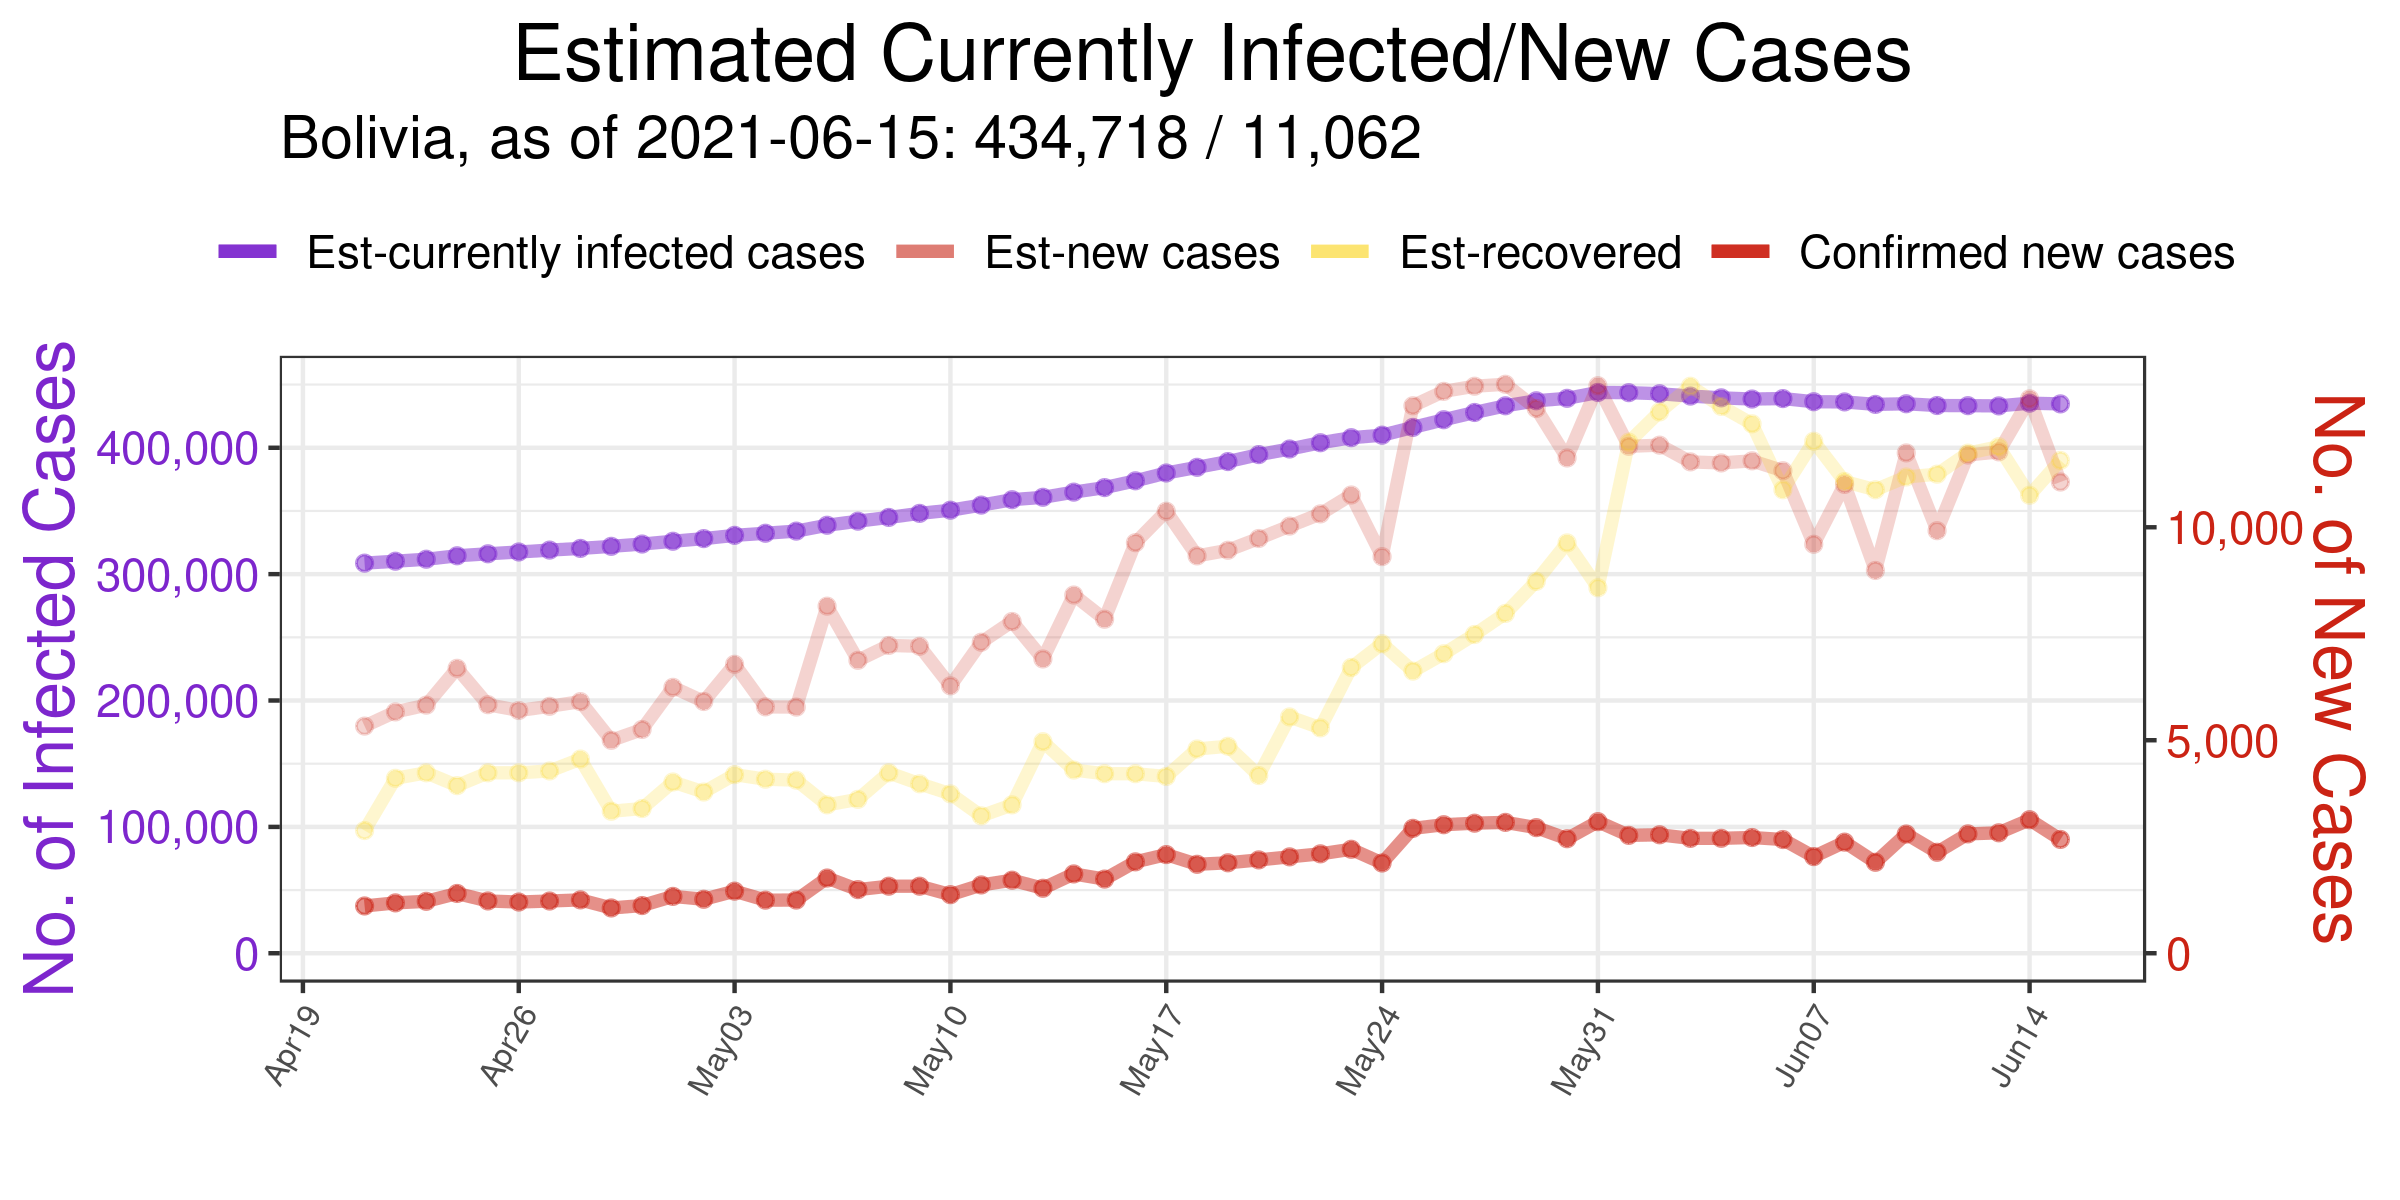 Estimated Currently Infected/New Cases
Bolivia, as of 2021-06-15: 434,718 / 11,062
Est-currently infected cases Est-new cases Est-recovered Confirmed new cases
No. of Infected Cases
400,000
300,000
200,000
100,000
0
10,000
5,000
0
No. of New Cases
Apr19 Apr26 May03 May10 May17 May24 May31 Jun07 Jun14